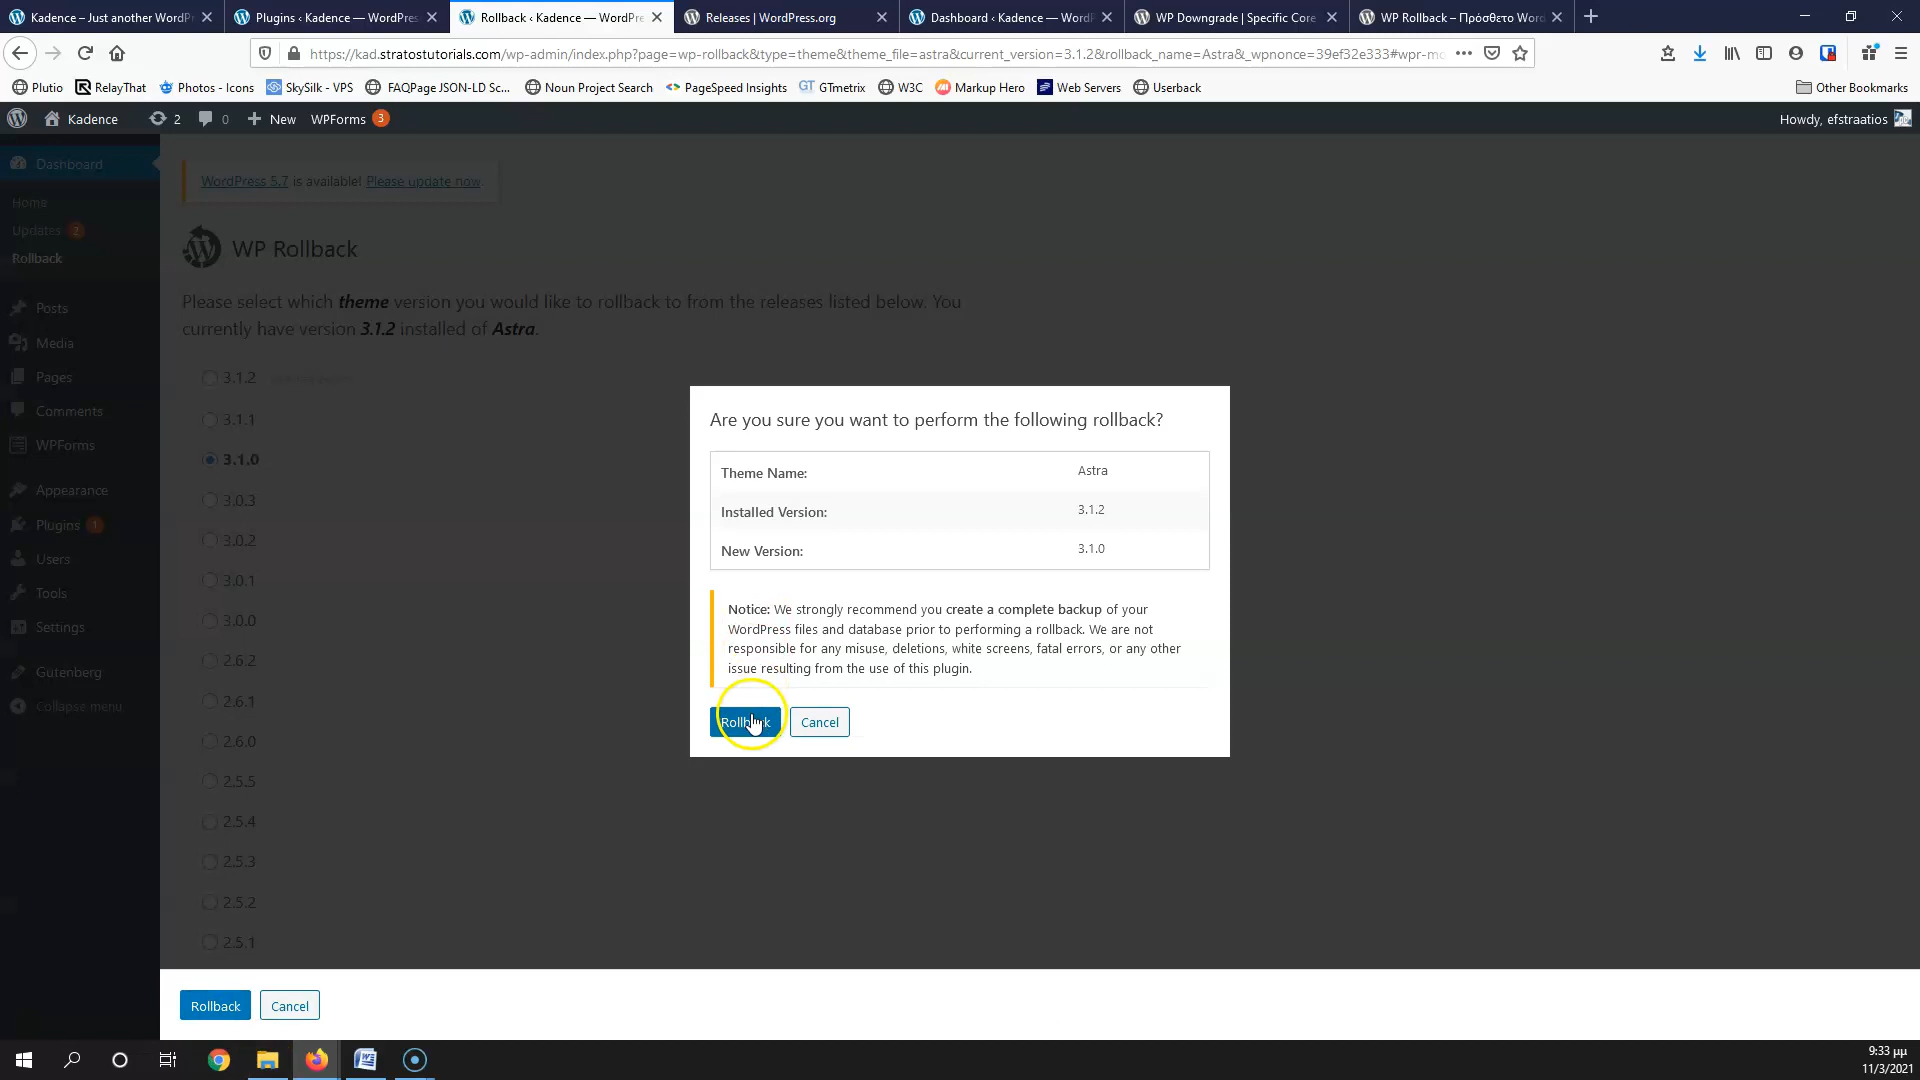 Kadence – Just another WordPr
Plugins ‹ Kadence — WordPress
Rollback ‹ Kadence — WordPre
Releases | WordPress.org
Dashboard ‹ Kadence — WordP
WP Downgrade | Specific Core
WP Rollback – Πρόσθετο Word
https://kad.stratostutorials.com/wp-admin/index.php?page=wp-rollback&type=theme&theme_file=astra&current_version=3.1.2&rollback_name=Astra&_wpnonce=39ef32e333#wpr-mo
Plutio
RelayThat
Photos - Icons
SkySilk - VPS
FAQPage JSON-LD Sc...
Noun Project Search
PageSpeed Insights
GTmetrix
W3C
Markup Hero
Web Servers
Userback
Other Bookmarks
Kadence
2
0
New
WPForms 3
Howdy, efstraatios
Dashboard
Home
Updates 2
Rollback
Posts
Media
Pages
Comments
WPForms
Appearance
Plugins 1
Users
Tools
Settings
Gutenberg
Collapse menu
WordPress 5.7 is available! Please update now.
WP Rollback
Please select which theme version you would like to rollback to from the releases listed below. You
currently have version 3.1.2 installed of Astra.
3.1.2
3.1.1
3.1.0
3.0.3
3.0.2
3.0.1
3.0.0
2.6.2
2.6.1
2.6.0
2.5.5
2.5.4
2.5.3
2.5.2
2.5.1
Rollback
Cancel
Are you sure you want to perform the following rollback?
Theme Name: Astra
Installed Version: 3.1.2
New Version: 3.1.0
Notice: We strongly recommend you create a complete backup of your
WordPress files and database prior to performing a rollback. We are not
responsible for any misuse, deletions, white screens, fatal errors, or any other
issue resulting from the use of this plugin.
Rollback
Cancel
9:33 μμ
11/3/2021